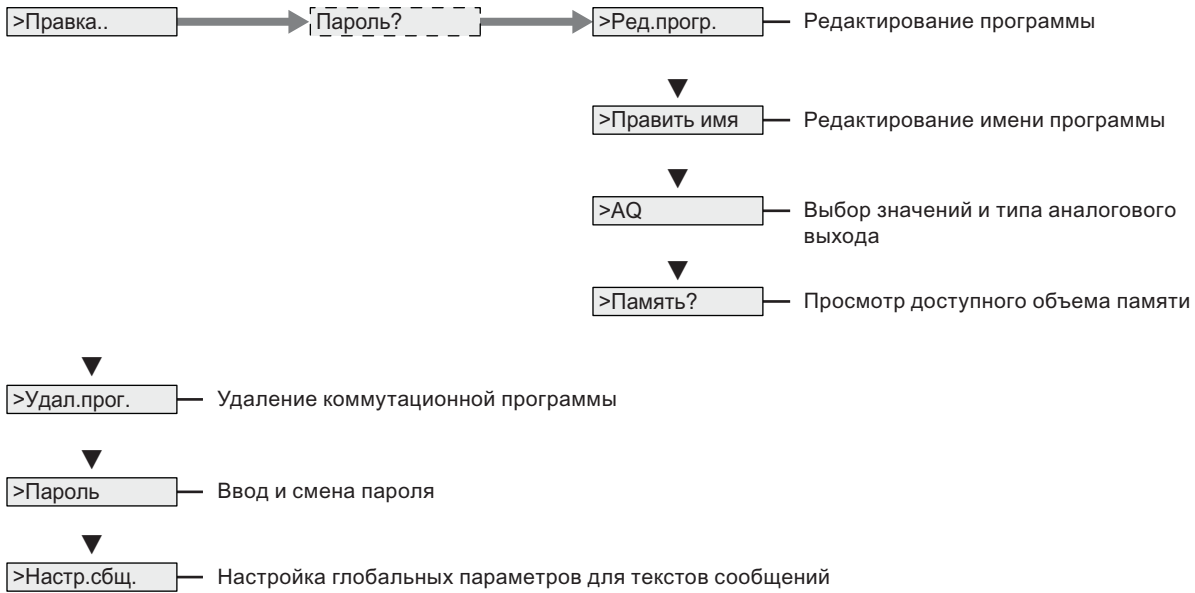 >Правка..
Пароль?
>Ред.прогр.
Редактирование программы
>Править имя
Редактирование имени программы
>AQ
Выбор значений и типа аналогового
выхода
>Память?
Просмотр доступного объема памяти
>Удал.прог.
Удаление коммутационной программы
>Пароль
Ввод и смена пароля
>Настр.сбщ.
Настройка глобальных параметров для текстов сообщений